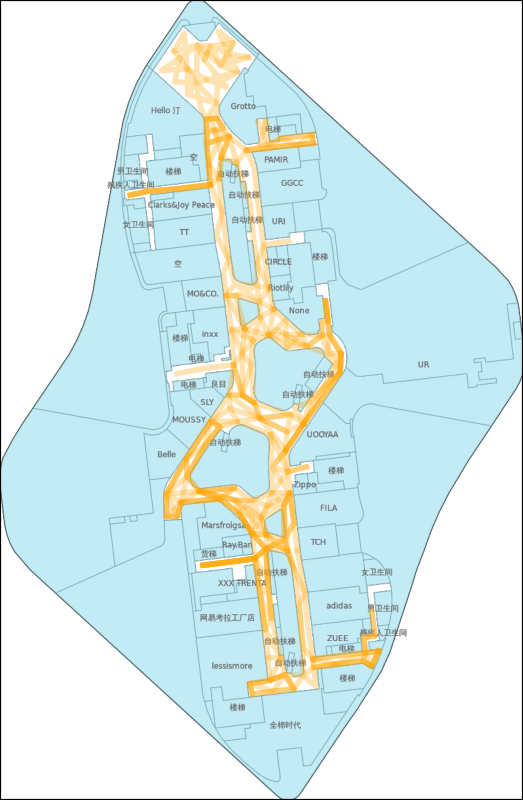 Hello 汀
Grotto
电梯
空
PAMIR
男卫生间
楼梯
自动扶梯
残疾人卫生间
GGCC
自动扶梯
Clarks&Joy Peace
女卫生间
自动扶梯
URI
TT
空
CIRCLE
楼梯
MO&CO.
Riotlily
None
楼梯
inxx
电梯
UR
自动扶梯
电梯
良目
自动扶梯
SLY
MOUSSY
UOOYAA
自动扶梯
Belle
楼梯
Zippo
FILA
Marsfrolgsa
Ray.Ban
TCH
货梯
自动扶梯
女卫生间
XXX TRENTA
adidas
男卫生间
网易考拉工厂店
残疾人卫生间
自动扶梯
ZUEE
电梯
lessismore
自动扶梯
楼梯
楼梯
全棉时代